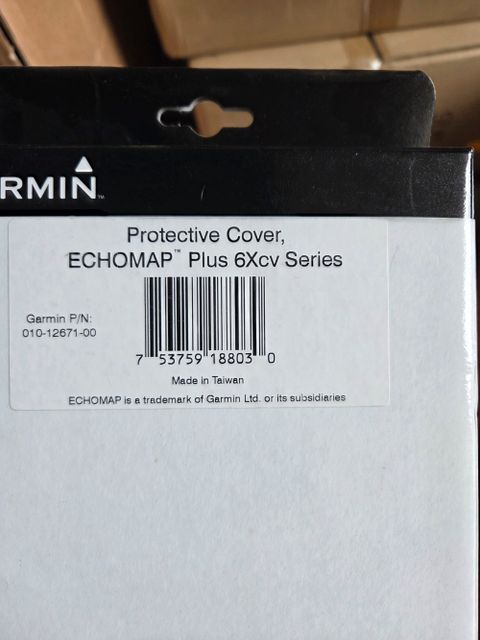 RMIN™
Protective Cover,
ECHOMAP™ Plus 6Xcv Series
Garmin P/N:
010-12671-00
7 53759 18803 0
Made in Taiwan
ECHOMAP is a trademark of Garmin Ltd. or its subsidiaries